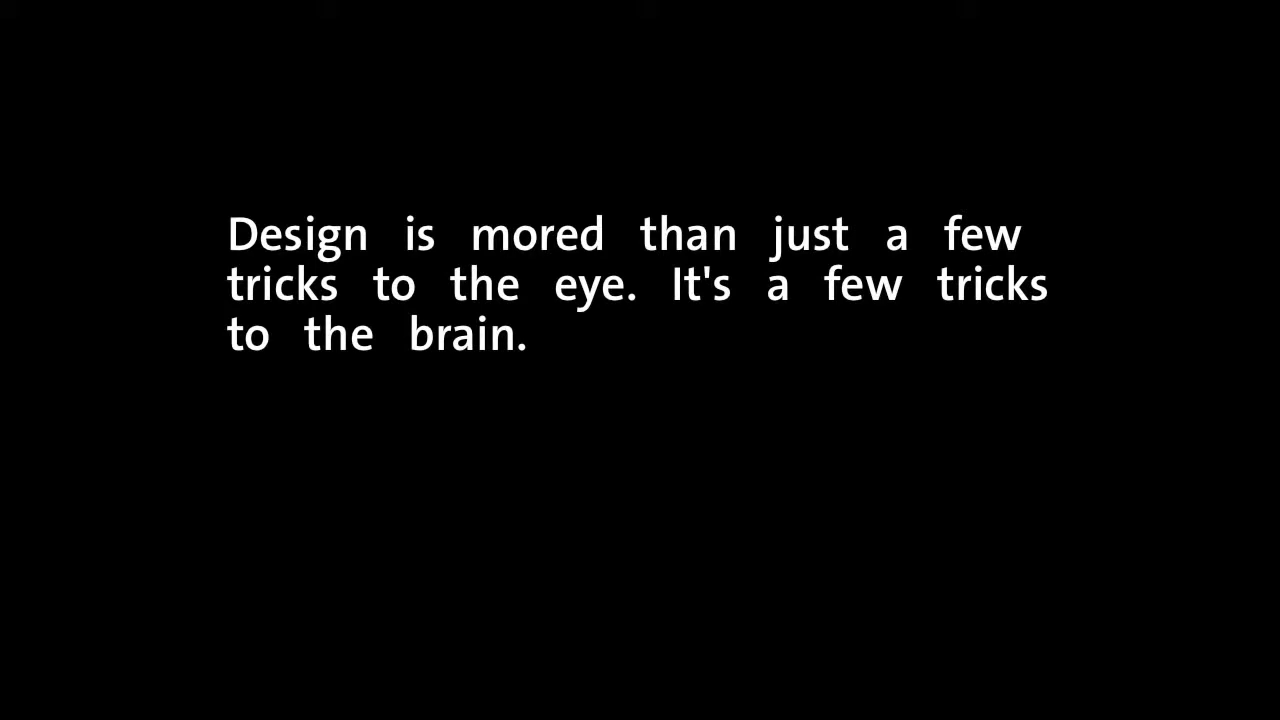 Design is mored than just a few
tricks to the eye. It's a few tricks
to the brain.